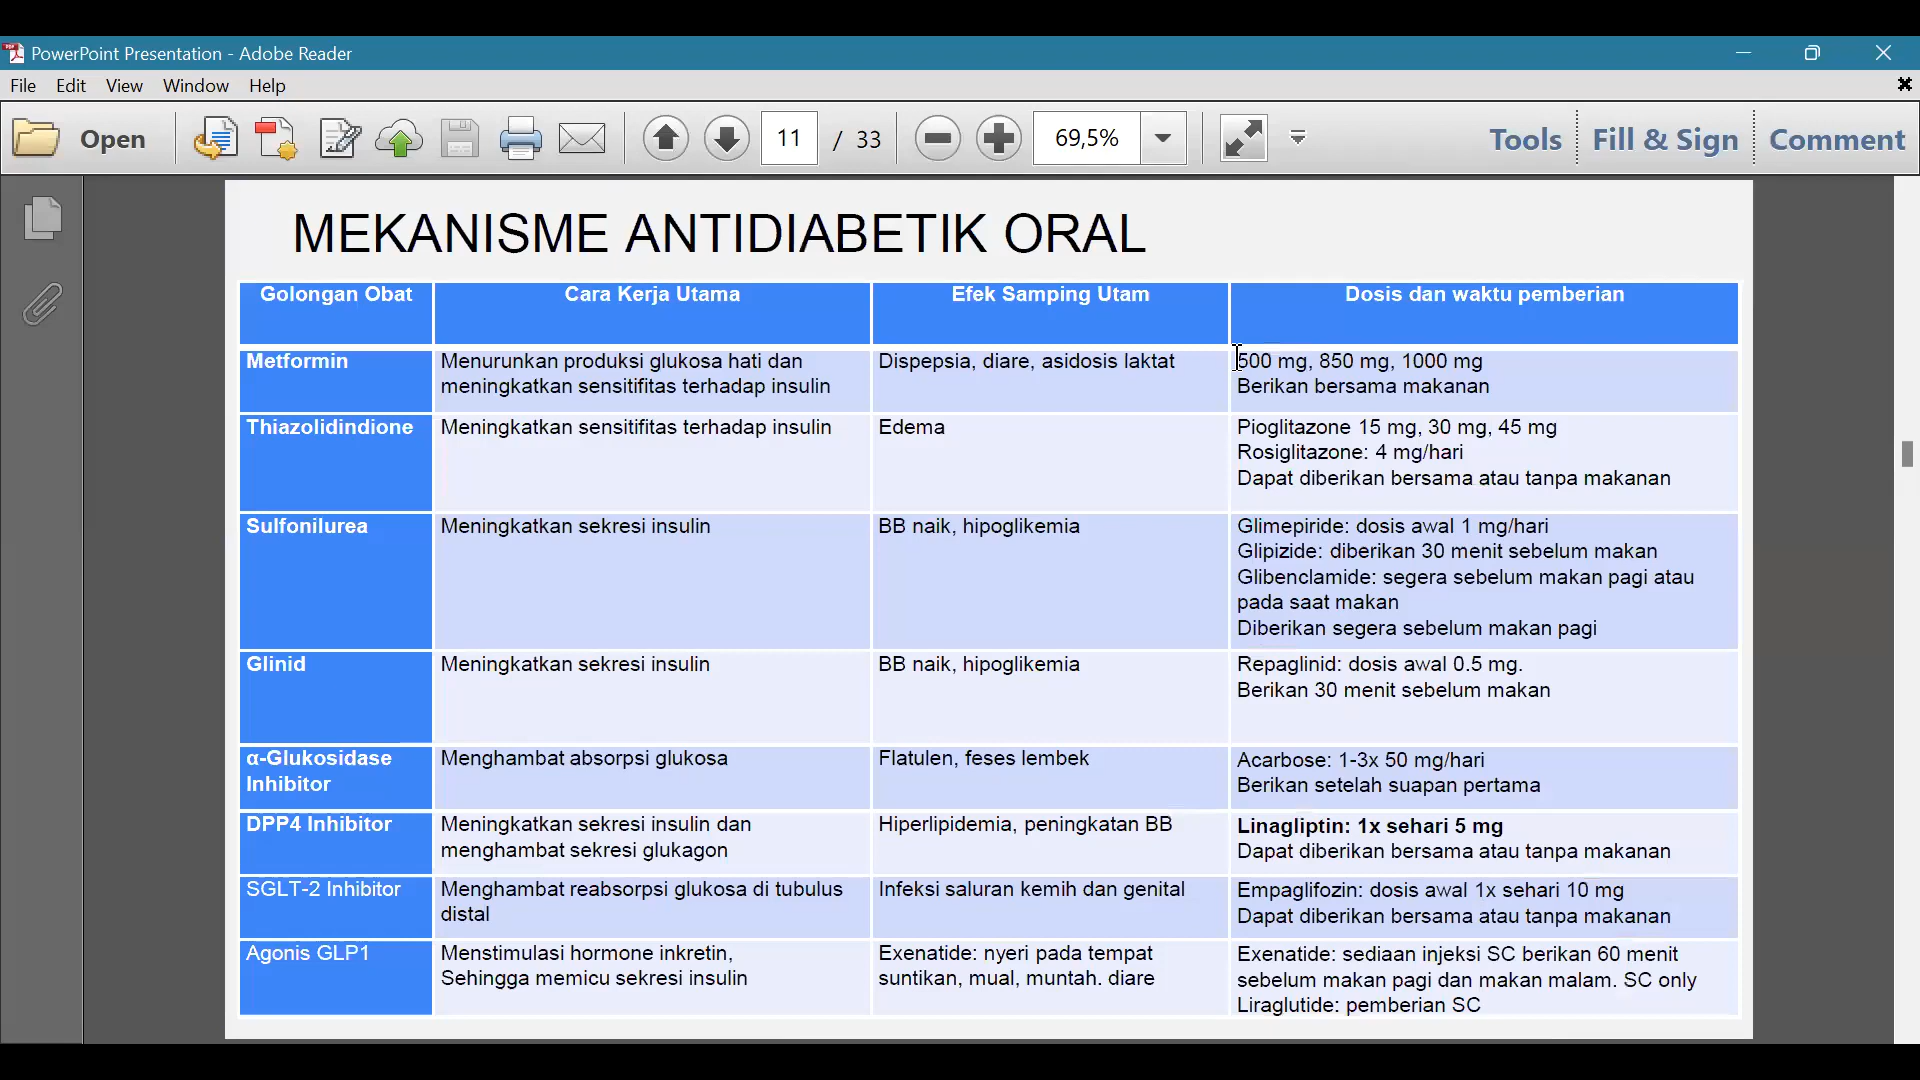 PowerPoint Presentation - Adobe Reader
File Edit View Window Help
Open 11 / 33 69,5% Tools Fill & Sign Comment
MEKANISME ANTIDIABETIK ORAL
Golongan Obat Cara Kerja Utama Efek Samping Utam Dosis dan waktu pemberian
Metformin
Menurunkan produksi glukosa hati dan
meningkatkan sensitifitas terhadap insulin
Dispepsia, diare, asidosis laktat
500 mg, 850 mg, 1000 mg
Berikan bersama makanan
Thiazolidindione
Meningkatkan sensitifitas terhadap insulin
Edema
Pioglitazone 15 mg, 30 mg, 45 mg
Rosiglitazone: 4 mg/hari
Dapat diberikan bersama atau tanpa makanan
Sulfonilurea
Meningkatkan sekresi insulin
BB naik, hipoglikemia
Glimepiride: dosis awal 1 mg/hari
Glipizide: diberikan 30 menit sebelum makan
Glibenclamide: segera sebelum makan pagi atau
pada saat makan
Diberikan segera sebelum makan pagi
Glinid
Meningkatkan sekresi insulin
BB naik, hipoglikemia
Repaglinid: dosis awal 0.5 mg.
Berikan 30 menit sebelum makan
α-Glukosidase
Inhibitor
Menghambat absorpsi glukosa
Flatulen, feses lembek
Acarbose: 1-3x 50 mg/hari
Berikan setelah suapan pertama
DPP4 Inhibitor
Meningkatkan sekresi insulin dan
menghambat sekresi glukagon
Hiperlipidemia, peningkatan BB
Linagliptin: 1x sehari 5 mg
Dapat diberikan bersama atau tanpa makanan
SGLT-2 Inhibitor
Menghambat reabsorpsi glukosa di tubulus
distal
Infeksi saluran kemih dan genital
Empaglifozin: dosis awal 1x sehari 10 mg
Dapat diberikan bersama atau tanpa makanan
Agonis GLP1
Menstimulasi hormone inkretin,
Sehingga memicu sekresi insulin
Exenatide: nyeri pada tempat
suntikan, mual, muntah. diare
Exenatide: sediaan injeksi SC berikan 60 menit
sebelum makan pagi dan makan malam. SC only
Liraglutide: pemberian SC